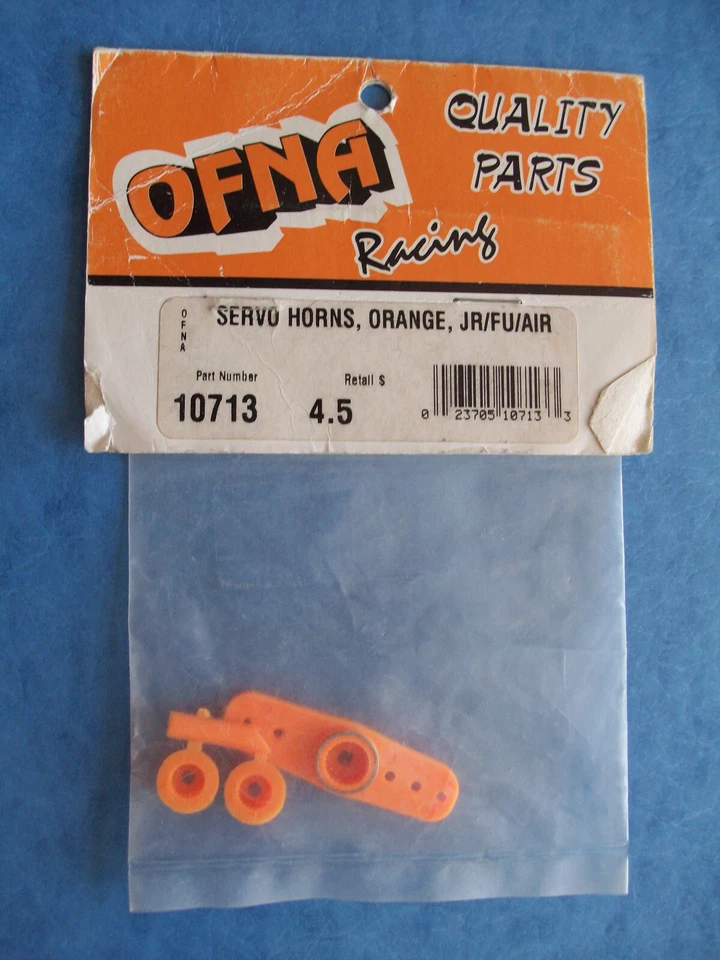 OFNA
Racing
QUALITY
PARTS
OFNA
SERVO HORNS, ORANGE, JR/FU/AIR
Part Number
10713
Retail $
4.5
0 23705 10713 3